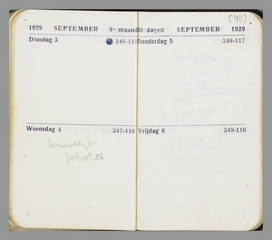 1929 SEPTEMBER
9e maand 30 dagen
SEPTEMBER 1929
[46]
Dinsdag 3 246-119
Donderdag 5 248-117
Woensdag 4 247-118
Vrijdag 6 249-116